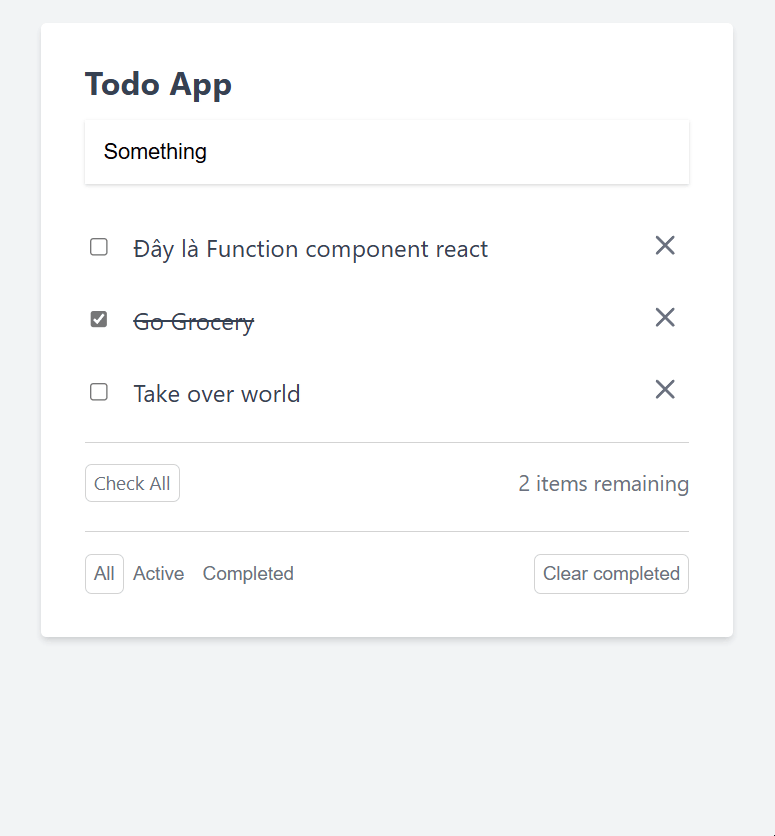 Todo App
Something
Đây là Function component react
Go Grocery
Take over world
Check All
2 items remaining
All Active Completed Clear completed